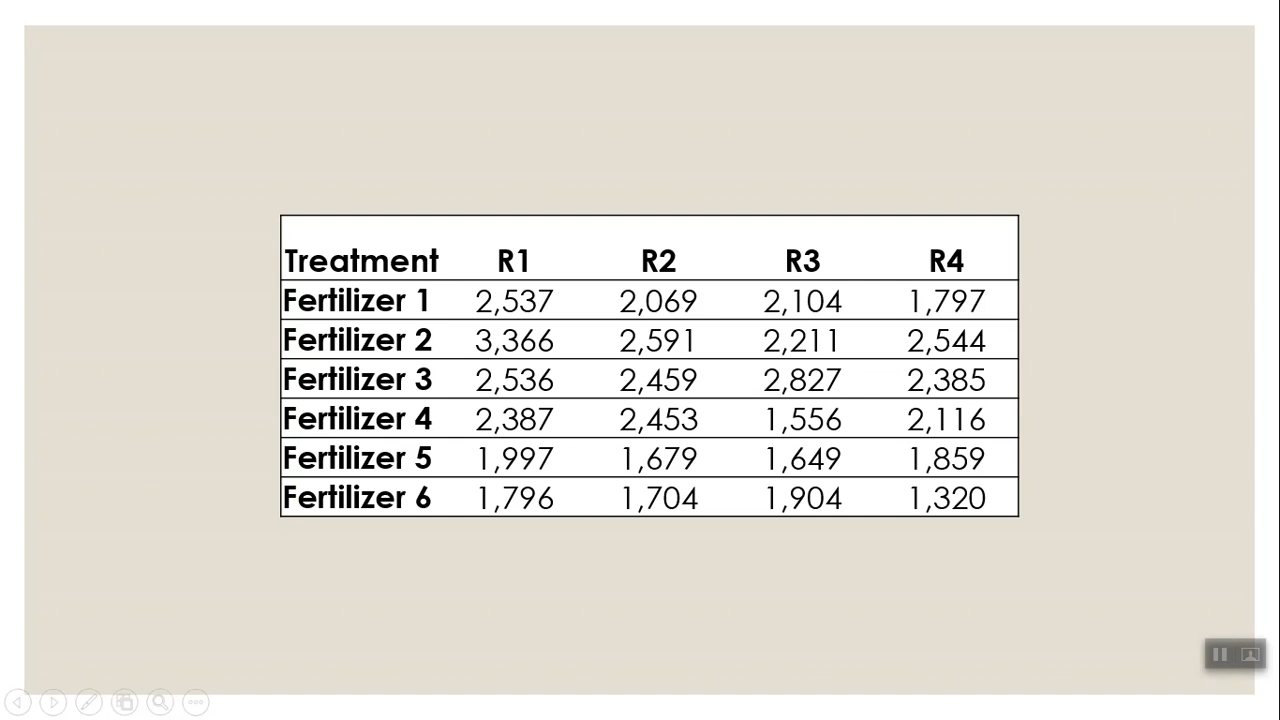 Treatment R1 R2 R3 R4
Fertilizer 1 2,537 2,069 2,104 1,797
Fertilizer 2 3,366 2,591 2,211 2,544
Fertilizer 3 2,536 2,459 2,827 2,385
Fertilizer 4 2,387 2,453 1,556 2,116
Fertilizer 5 1,997 1,679 1,649 1,859
Fertilizer 6 1,796 1,704 1,904 1,320